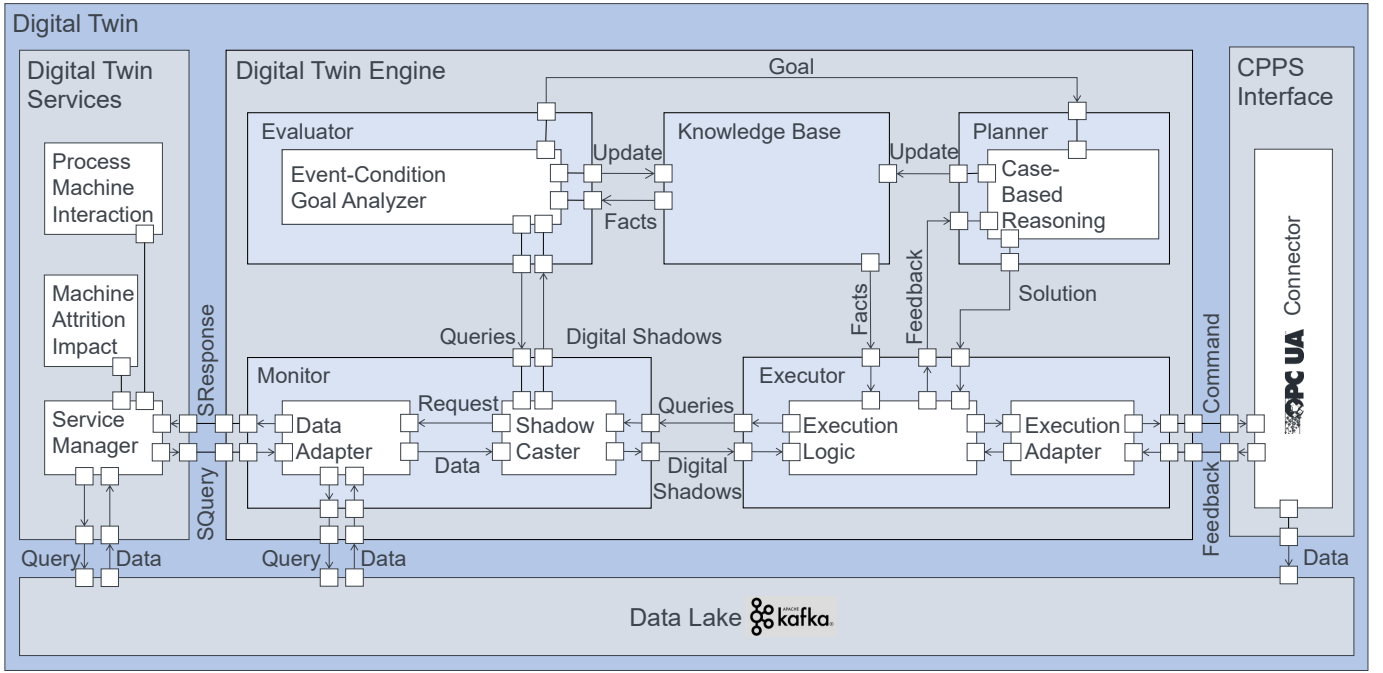 Digital Twin
Digital Twin
Services
Process
Machine
Interaction
Machine
Attrition
Impact
Service
Manager
Query
Data
SResponse
SQuery
Digital Twin Engine
Goal
Evaluator
Event-Condition
Goal Analyzer
Update
Facts
Knowledge Base
Update
Planner
Case-
Based
Reasoning
Queries
Digital Shadows
Facts
Feedback
Solution
Monitor
Data
Adapter
Request
Data
Shadow
Caster
Queries
Digital
Shadows
Executor
Execution
Logic
Execution
Adapter
Query
Data
Command
Feedback
CPPS
Interface
OPC UA Connector
Data
Data Lake
APACHE
kafka